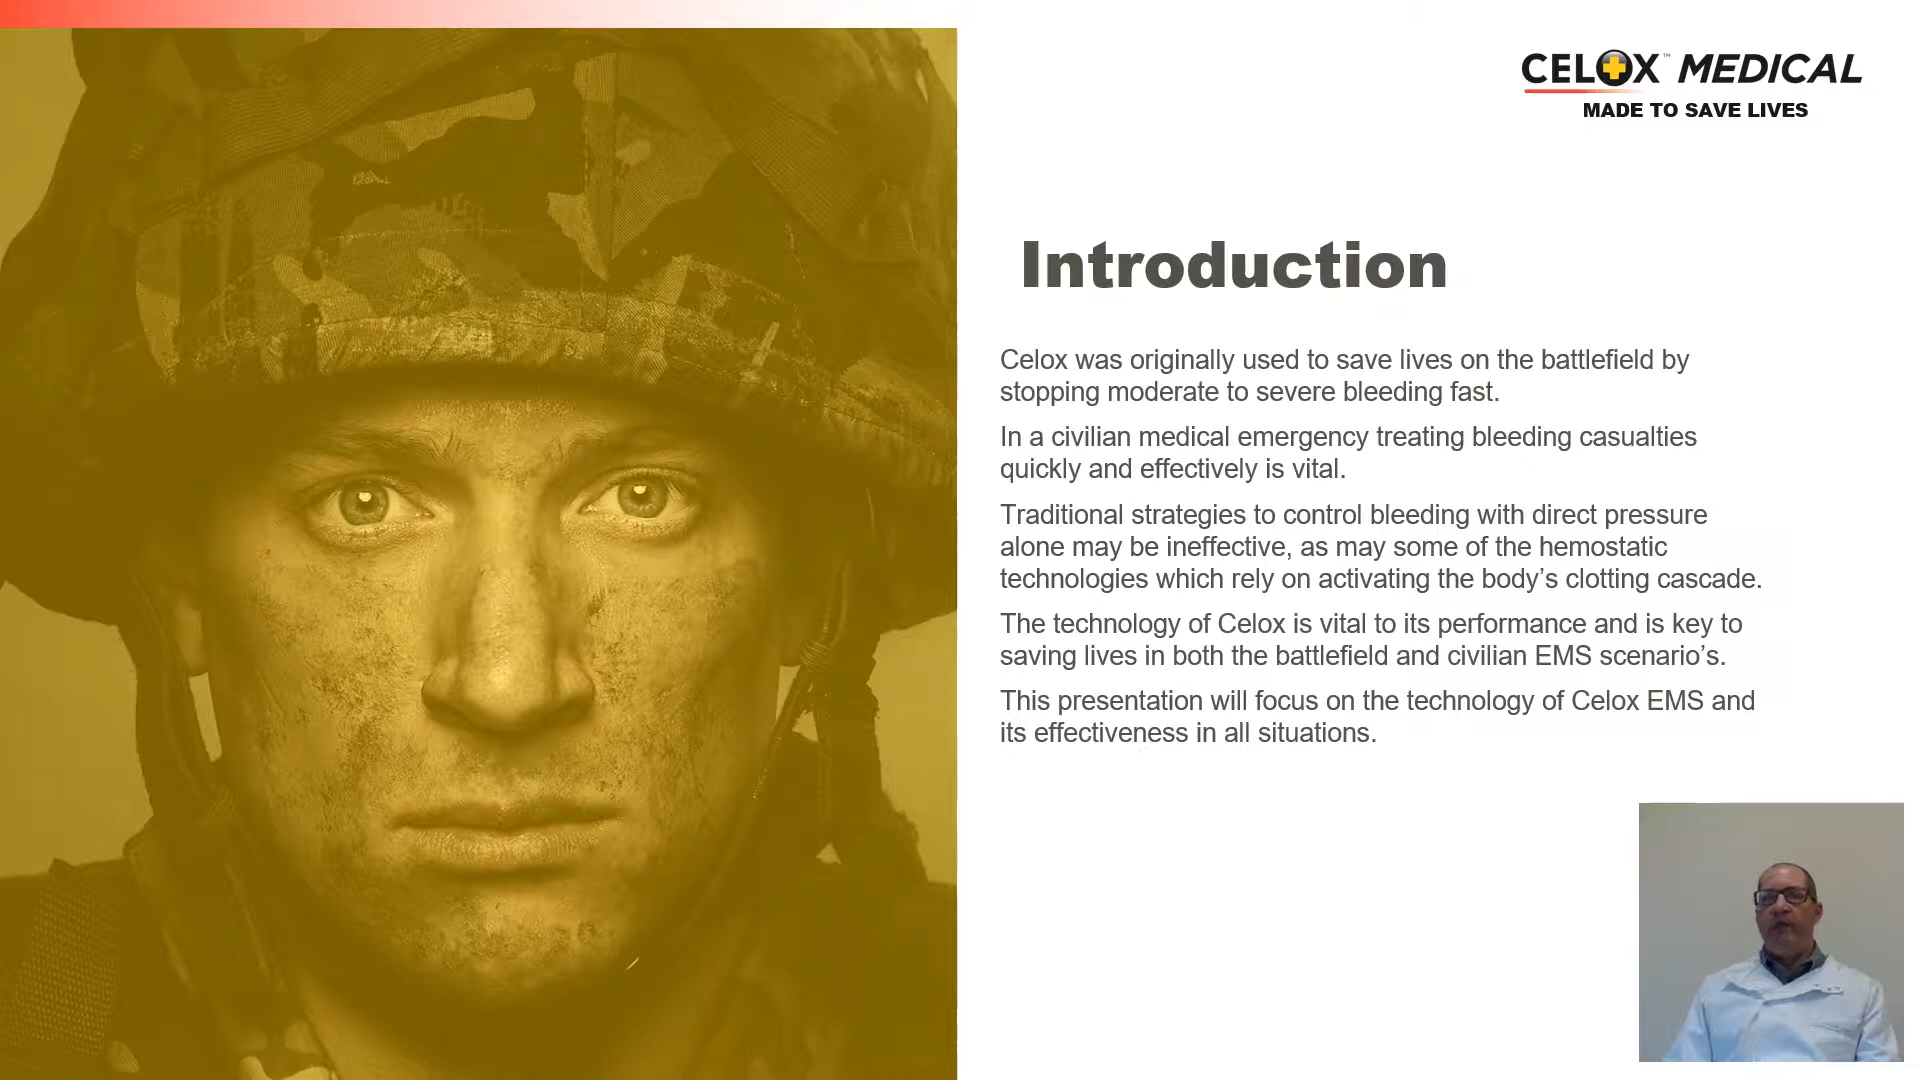 CELOX™ MEDICAL
MADE TO SAVE LIVES
Introduction
Celox was originally used to save lives on the battlefield by
stopping moderate to severe bleeding fast.
In a civilian medical emergency treating bleeding casualties
quickly and effectively is vital.
Traditional strategies to control bleeding with direct pressure
alone may be ineffective, as may some of the hemostatic
technologies which rely on activating the body’s clotting cascade.
The technology of Celox is vital to its performance and is key to
saving lives in both the battlefield and civilian EMS scenario’s.
This presentation will focus on the technology of Celox EMS and
its effectiveness in all situations.